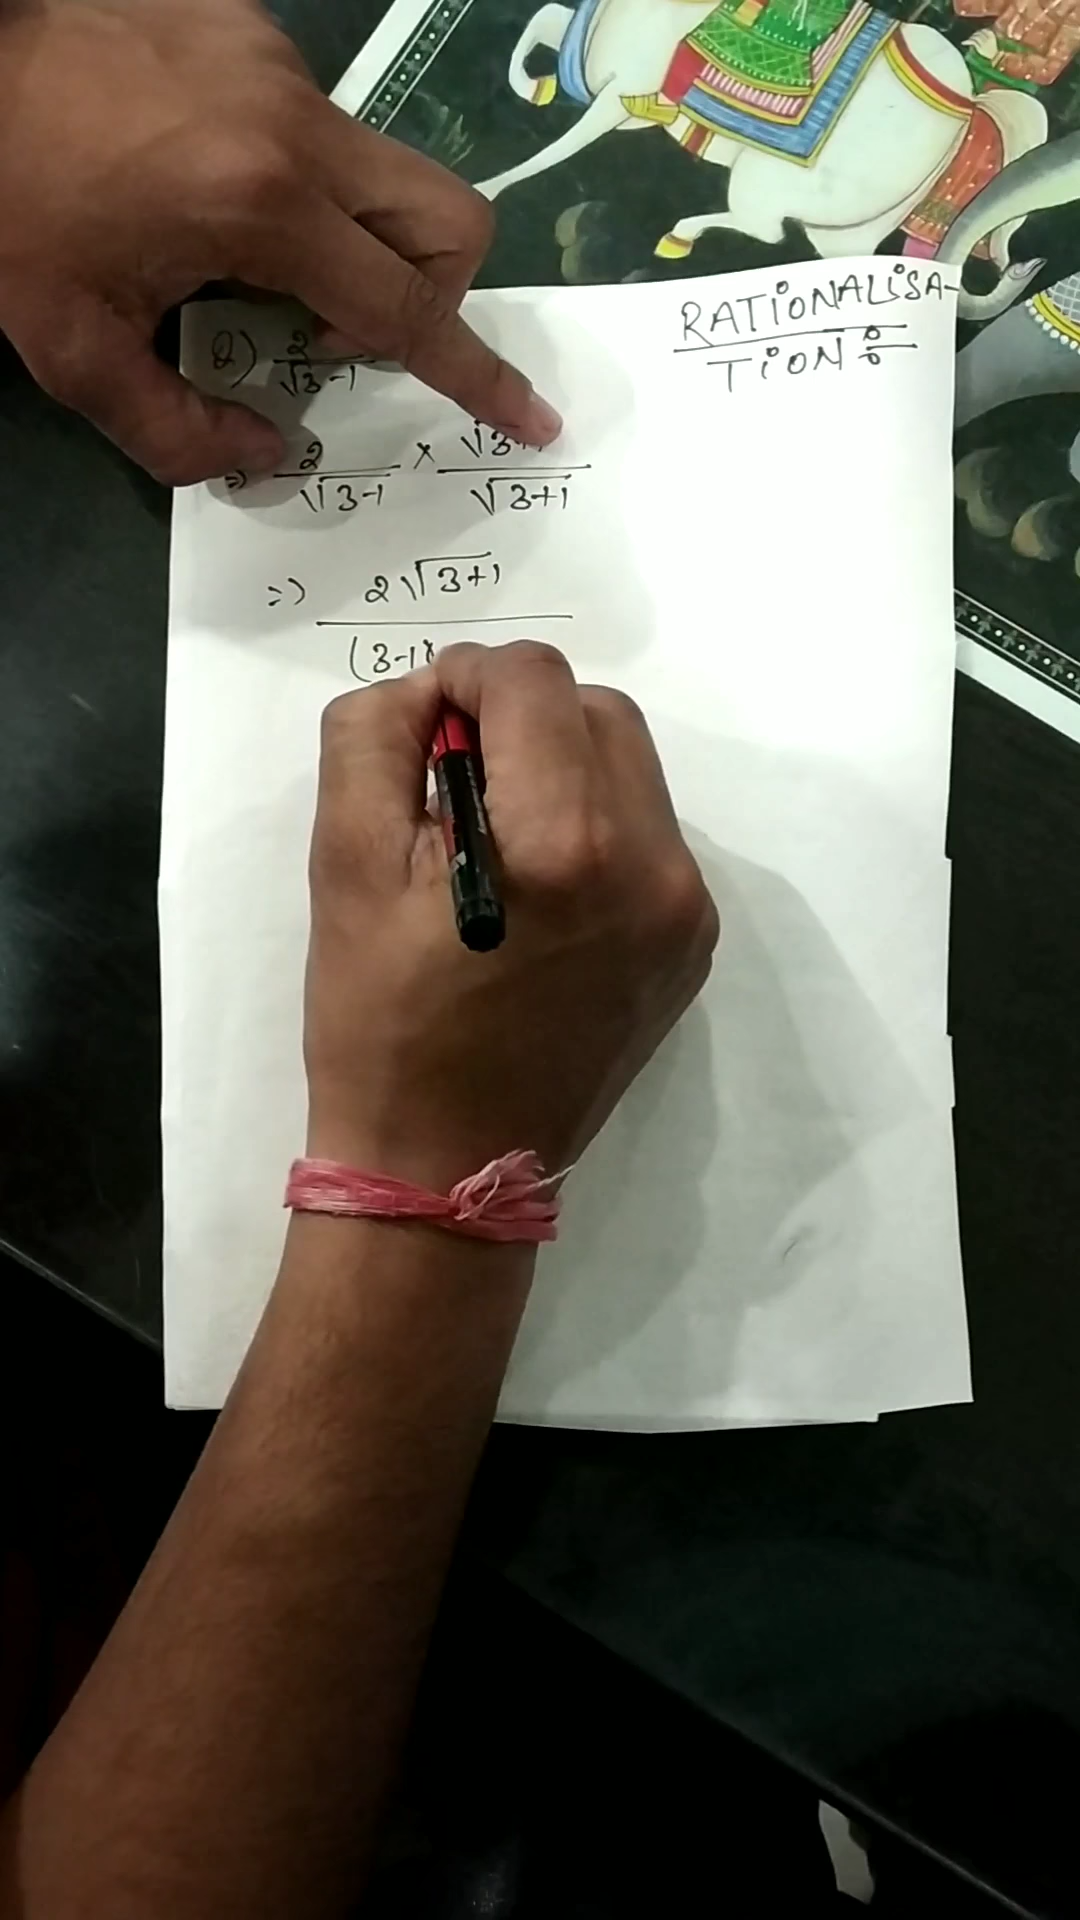 RATiONALiSA-
TiON÷
Q) 2/√3-1
=> 2/√3-1 × √3+1/√3+1
=> 2√3+1
(3-1)